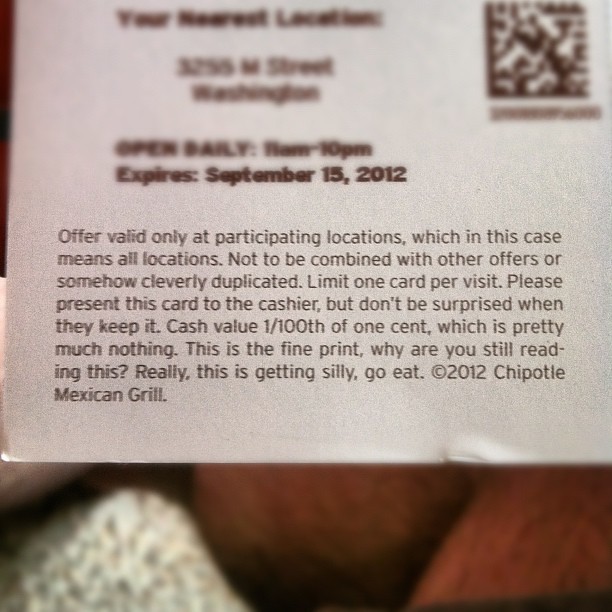 Your Nearest Location:
3255 M Street
Washington
OPEN DAILY: 11am-10pm
Expires: September 15, 2012
Offer valid only at participating locations, which in this case
means all locations. Not to be combined with other offers or
somehow cleverly duplicated. Limit one card per visit. Please
present this card to the cashier, but don't be surprised when
they keep it. Cash value 1/100th of one cent, which is pretty
much nothing. This is the fine print, why are you still read-
ing this? Really, this is getting silly, go eat. ©2012 Chipotle
Mexican Grill.